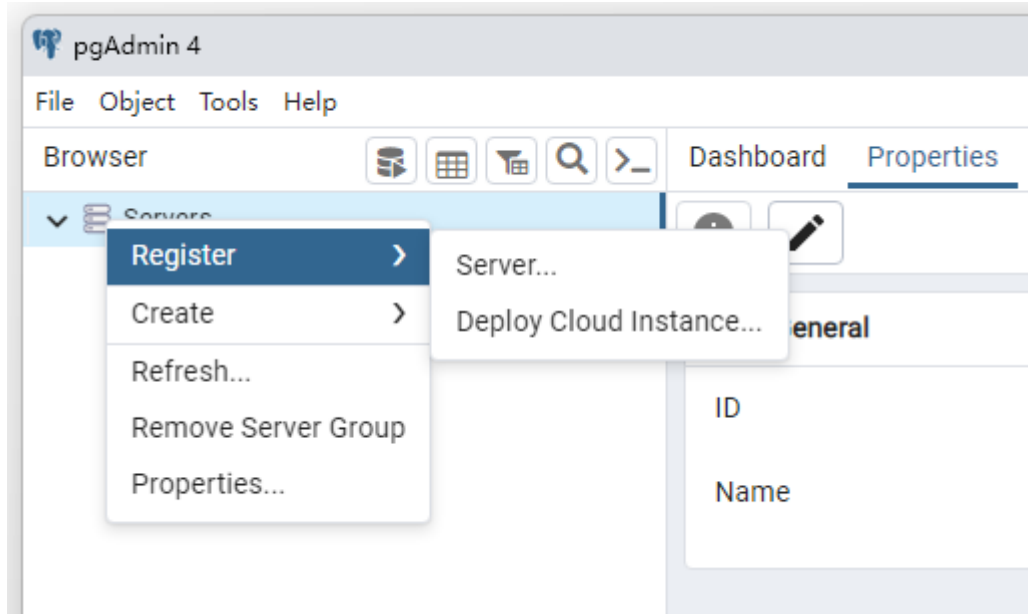 pgAdmin 4
File Object Tools Help
Browser
Dashboard Properties
Servers
Register
Server...
Create
Deploy Cloud Instance...
General
Refresh...
Remove Server Group
Properties...
ID
Name